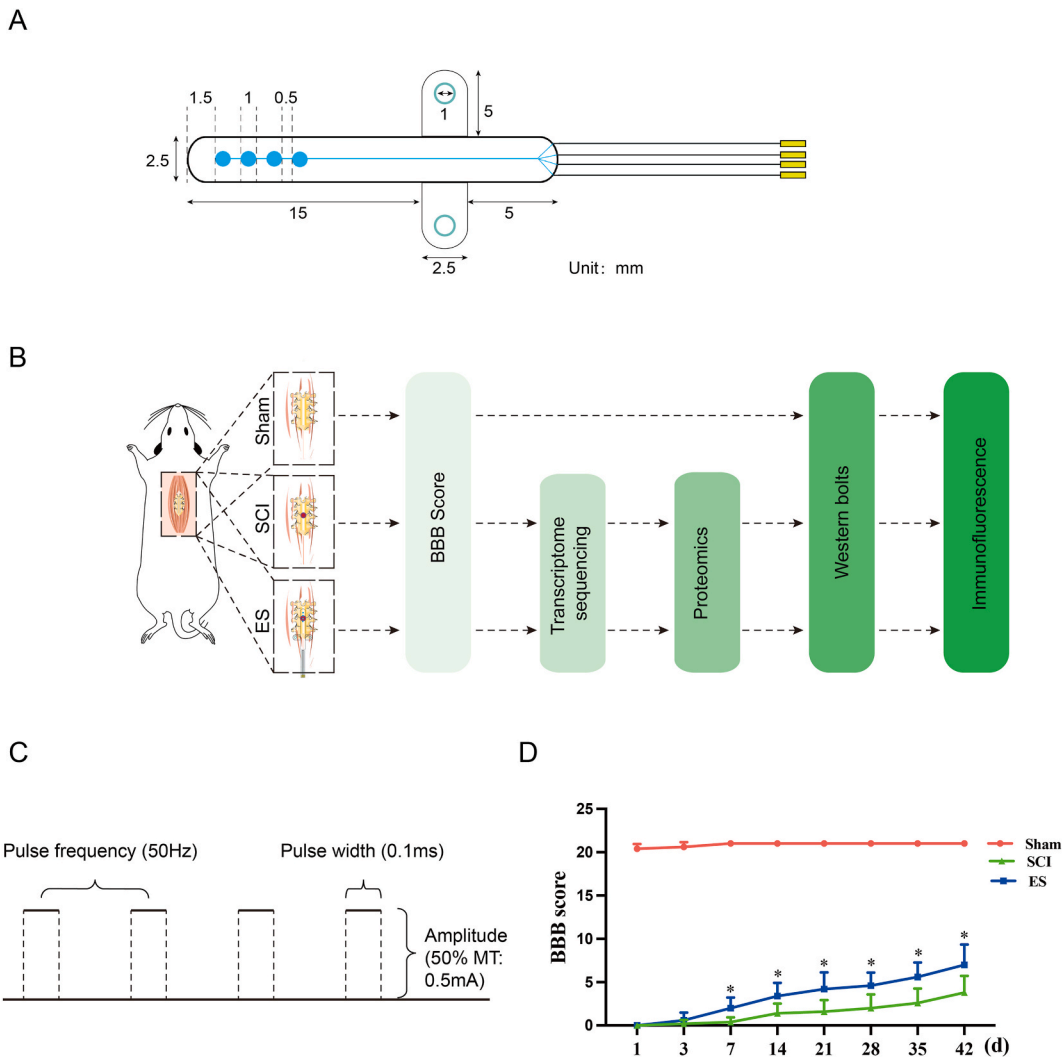 A
1.5
1
0.5
1
5
2.5
15
5
2.5
Unit: mm
B
Sham
SCI
ES
BBB Score
Transcriptome
sequencing
Proteomics
Western bolts
Immunofluorescence
C
Pulse frequency (50Hz)
Pulse width (0.1ms)
Amplitude
(50% MT:
0.5mA)
D
BBB score
25
20
15
10
5
0
* * * * * *
1 3 7 14 21 28 35 42 (d)
Sham
SCI
ES